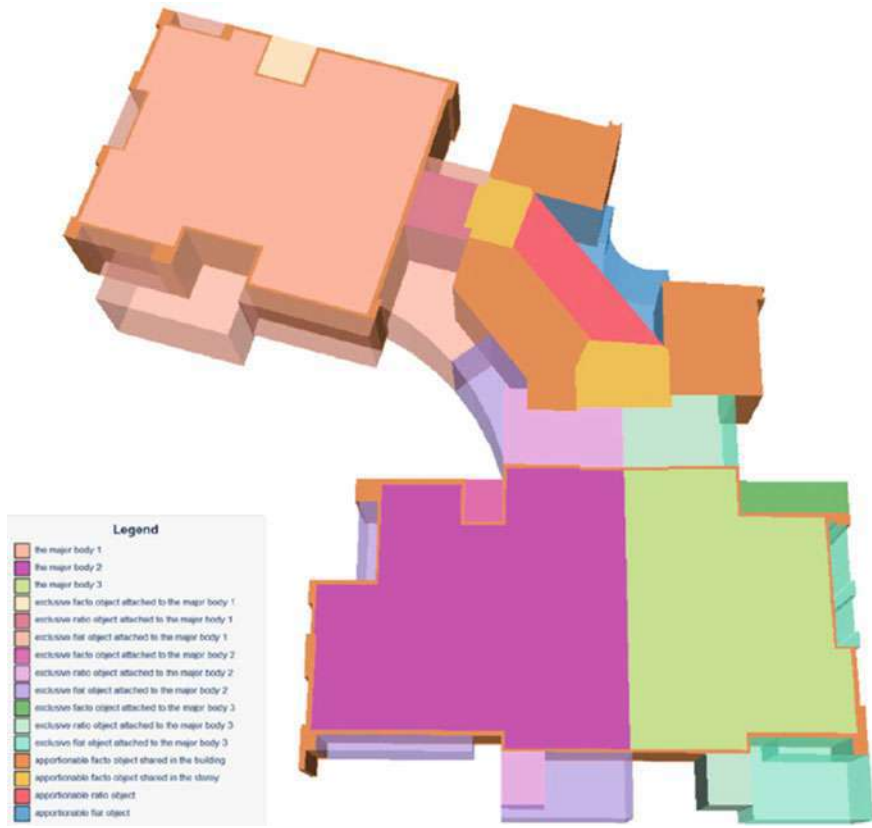 Legend
the major body 1
the major body 2
the major body 3
exclusive facto object attached to the major body 1
exclusive ratio object attached to the major body 1
exclusive fiat object attached to the major body 1
exclusive facto object attached to the major body 2
exclusive ratio object attached to the major body 2
exclusive fiat object attached to the major body 2
exclusive facto object attached to the major body 3
exclusive ratio object attached to the major body 3
exclusive fiat object attached to the major body 3
apportionable facto object shared in the building
apportionable facto object shared in the storey
apportionable ratio object
apportionable fiat object